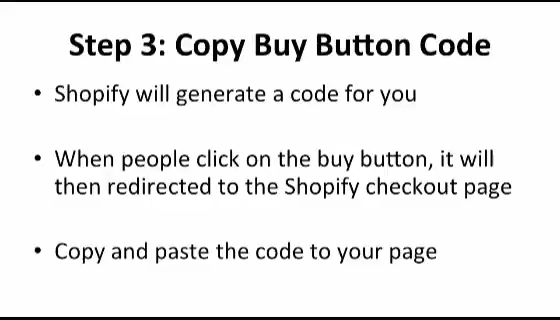 Step 3: Copy Buy Button Code
• Shopify will generate a code for you
• When people click on the buy button, it will
then redirected to the Shopify checkout page
• Copy and paste the code to your page